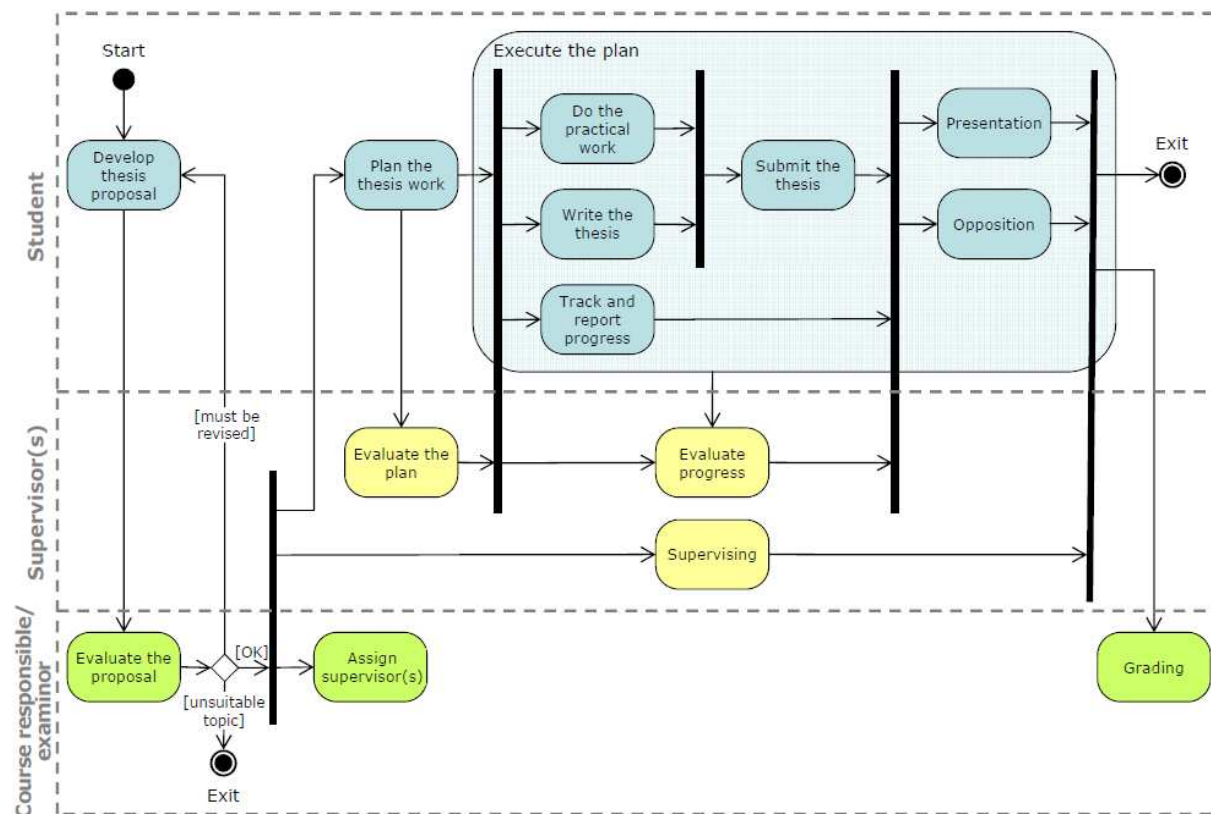 Student
Start
Develop
thesis
proposal
Plan the
thesis work
Execute the plan
Do the
practical
work
Write the
thesis
Track and
report
progress
Submit the
thesis
Presentation
Opposition
Exit
Supervisor(s)
[must be
revised]
Evaluate the
plan
Evaluate
progress
Supervising
Course responsible/
examinor
Evaluate the
proposal
[OK]
[unsuitable
topic]
Exit
Assign
supervisor(s)
Grading